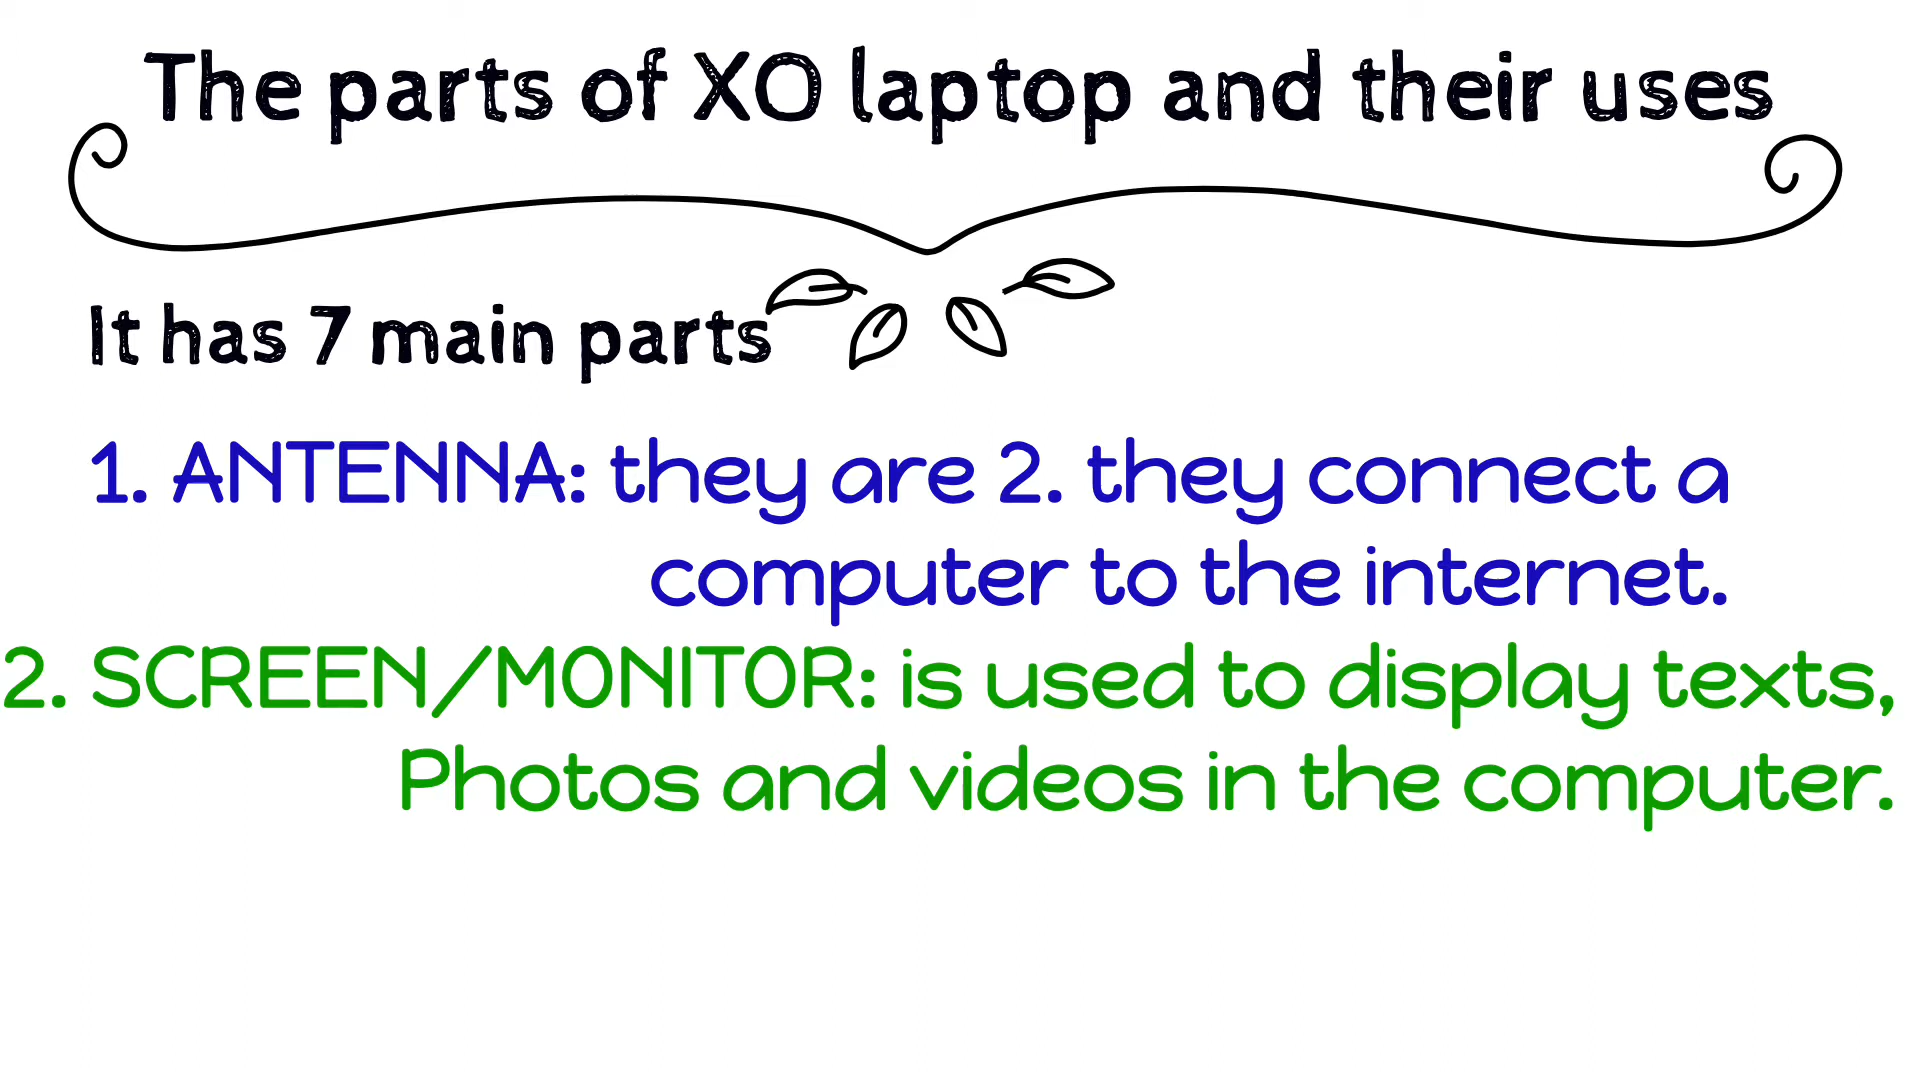 The parts of XO laptop and their uses
It has 7 main parts
1. ANTENNA: they are 2. they connect a
computer to the internet.
2. SCREEN/MONITOR: is used to display texts,
Photos and videos in the computer.